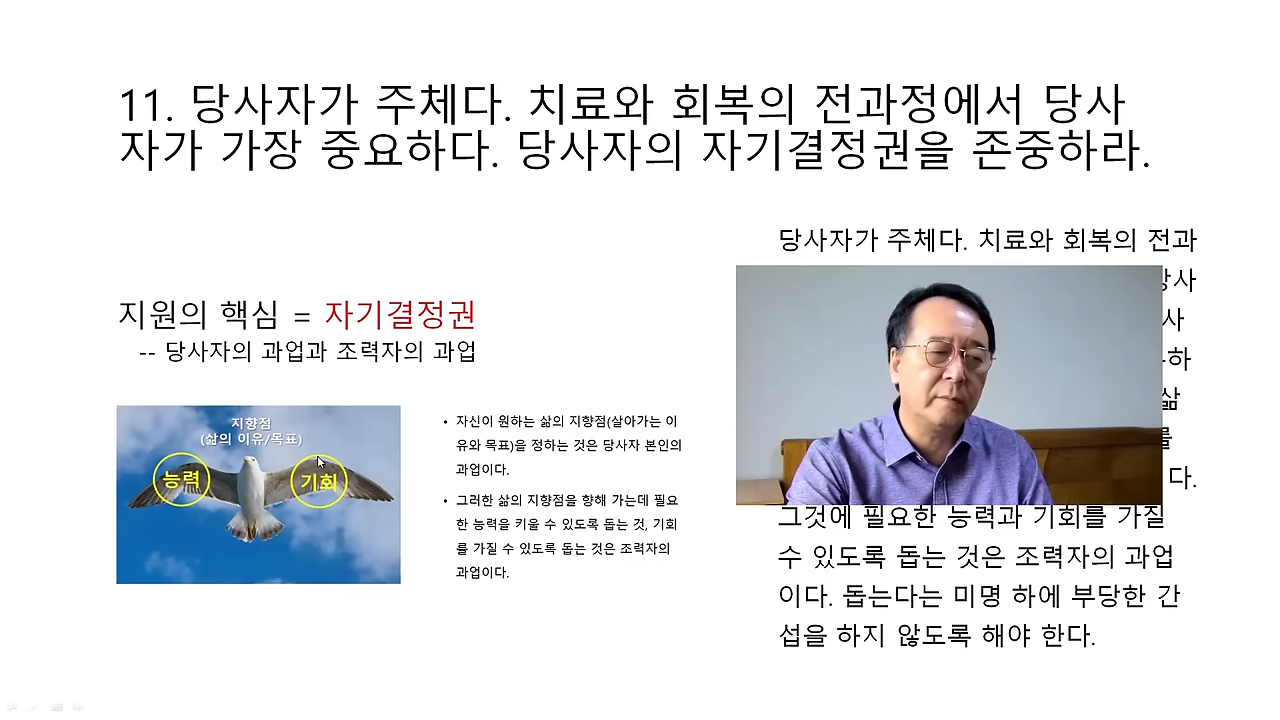 11. 당사자가 주체다. 치료와 회복의 전과정에서 당사
자가 가장 중요하다. 당사자의 자기결정권을 존중하라.
지원의 핵심 = 자기결정권
-- 당사자의 과업과 조력자의 과업
지향점
(삶의 이유/목표)
능력
기회
• 자신이 원하는 삶의 지향점(살아가는 이
유와 목표)을 정하는 것은 당사자 본인의
과업이다.
• 그러한 삶의 지향점을 향해 가는데 필요
한 능력을 키울 수 있도록 돕는 것, 기회
를 가질 수 있도록 돕는 것은 조력자의
과업이다.
당사자가 주체다. 치료와 회복의 전과
당사
사
하
삶
를
다.
그것에 필요한 능력과 기회를 가질
수 있도록 돕는 것은 조력자의 과업
이다. 돕는다는 미명 하에 부당한 간
섭을 하지 않도록 해야 한다.